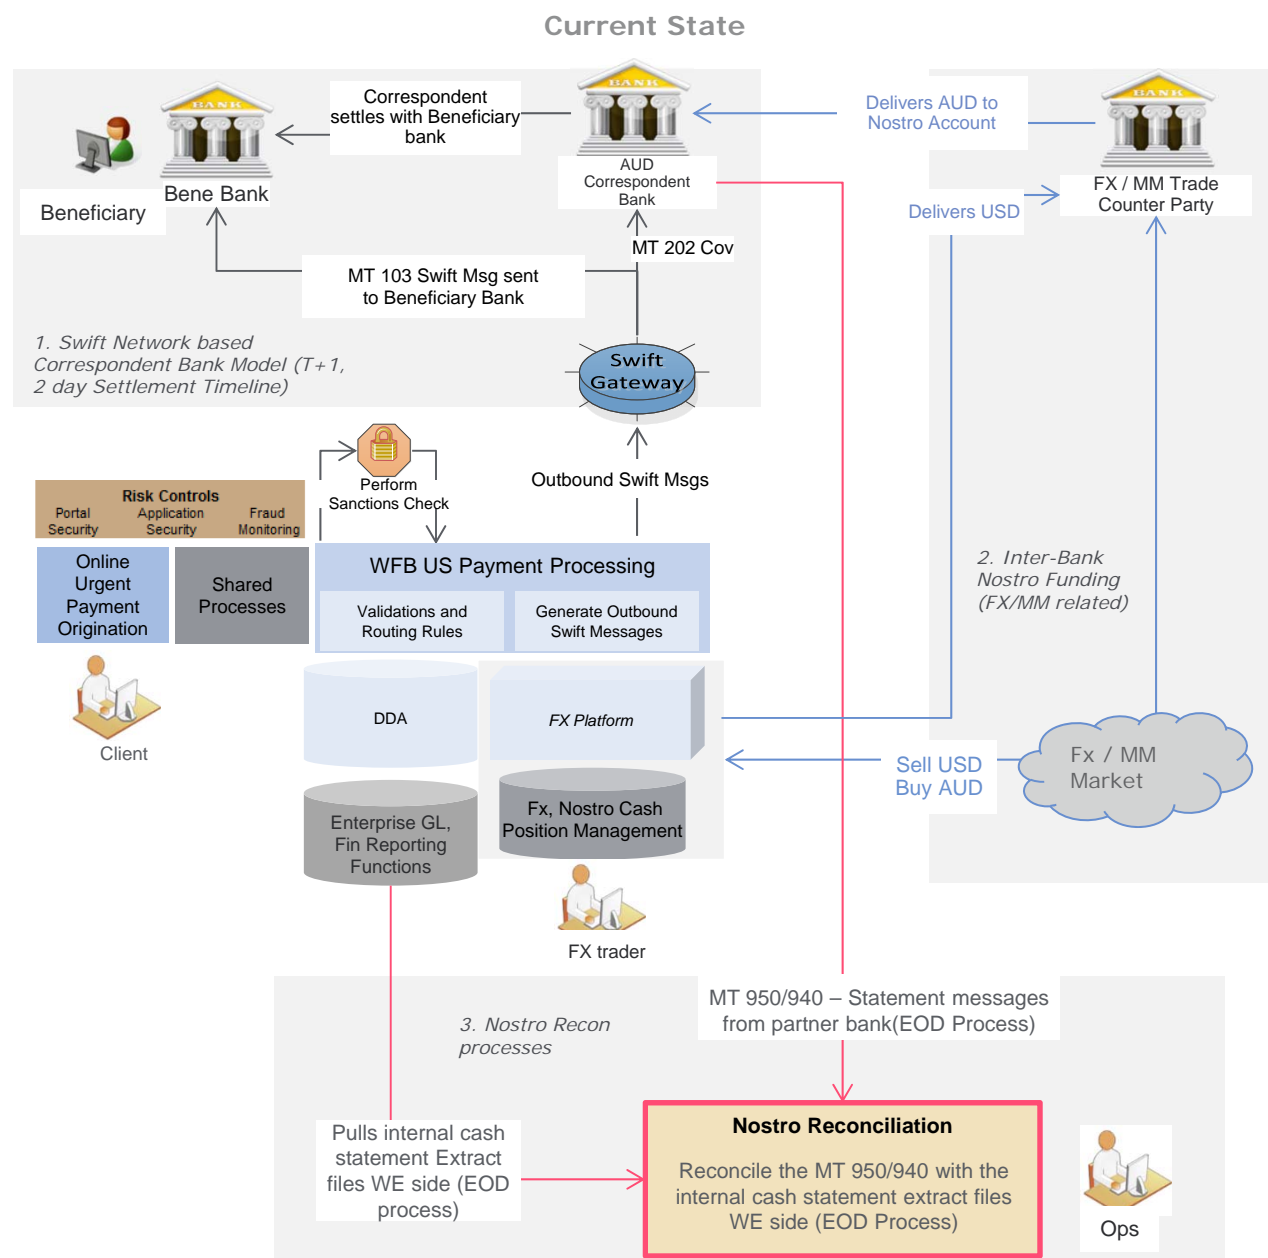 Current State
BANK
BANK
BANK
Correspondent
settles with Beneficiary
bank
Delivers AUD to
Nostro Account
AUD
Correspondent
Bank
FX / MM Trade
Counter Party
Bene Bank
Beneficiary
Delivers USD
MT 202 Cov
MT 103 Swift Msg sent
to Beneficiary Bank
1. Swift Network based
Correspondent Bank Model (T+1,
2 day Settlement Timeline)
Swift
Gateway
Perform
Sanctions Check
Outbound Swift Msgs
Risk Controls
Portal
Security
Application
Security
Fraud
Monitoring
Online
Urgent
Payment
Origination
Shared
Processes
WFB US Payment Processing
Validations and
Routing Rules
Generate Outbound
Swift Messages
2. Inter-Bank
Nostro Funding
(FX/MM related)
Client
DDA
FX Platform
Sell USD
Buy AUD
Fx / MM
Market
Enterprise GL,
Fin Reporting
Functions
Fx, Nostro Cash
Position Management
FX trader
MT 950/940 – Statement messages
from partner bank(EOD Process)
3. Nostro Recon
processes
Pulls internal cash
statement Extract
files WE side (EOD
process)
Nostro Reconciliation
Reconcile the MT 950/940 with the
internal cash statement extract files
WE side (EOD Process)
Ops